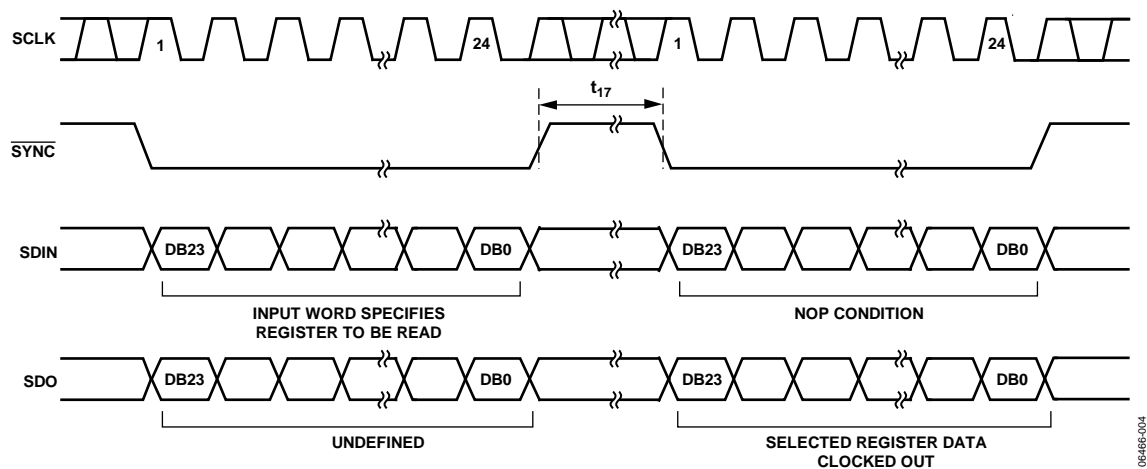 SCLK
1
24
1
24
t17
SYNC
SDIN
DB23
DB0
DB23
DB0
INPUT WORD SPECIFIES
REGISTER TO BE READ
NOP CONDITION
SDO
DB23
DB0
DB23
DB0
UNDEFINED
SELECTED REGISTER DATA
CLOCKED OUT
06466-004